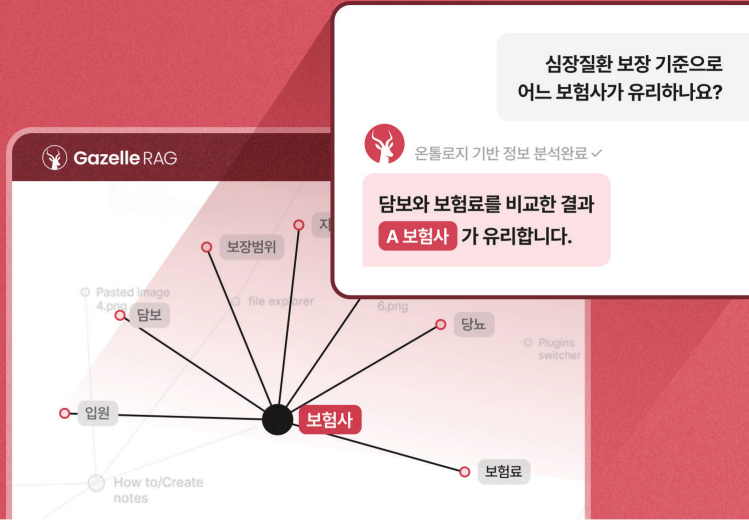 심장질환 보장 기준으로
어느 보험사가 유리하나요?
온톨로지 기반 정보 분석완료
담보와 보험료를 비교한 결과
A 보험사 가 유리합니다.
Gazelle RAG
지
보장범위
Pasted image
4.png
file explorer
6.png
담보
당뇨
Plugins
switcher
입원
보험사
보험료
How to/Create
notes